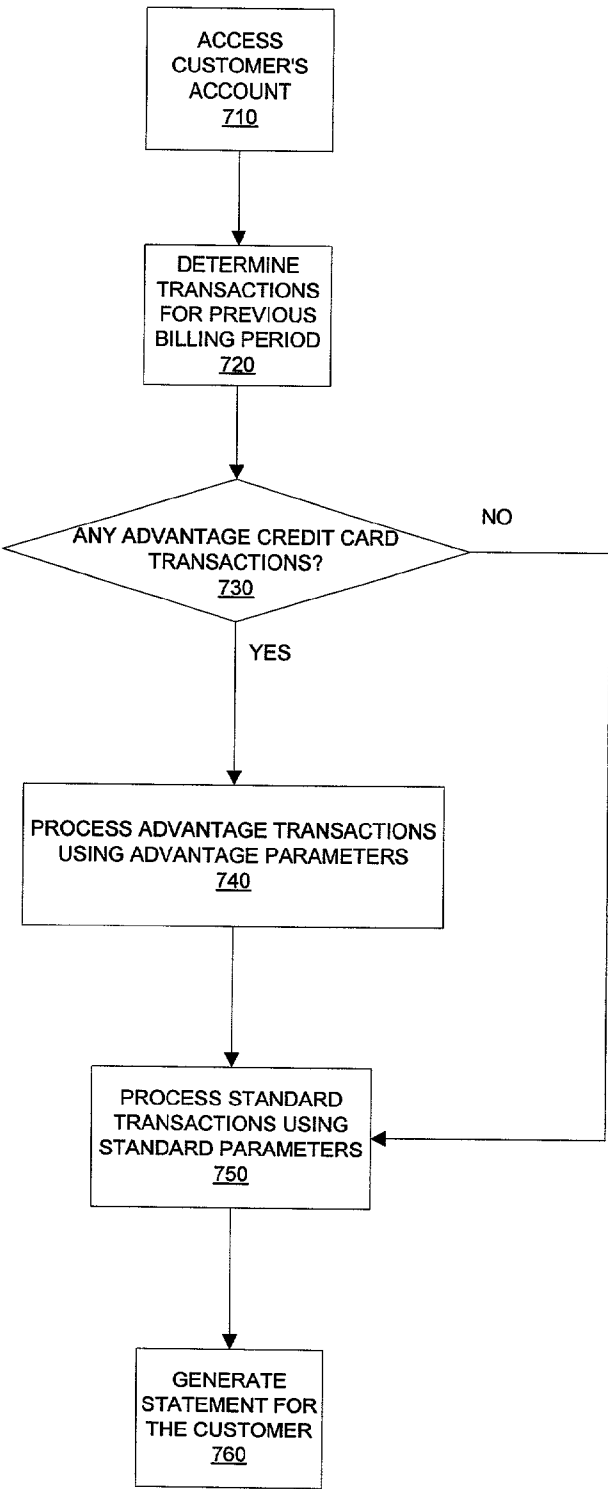 ACCESS
CUSTOMER'S
ACCOUNT
710
DETERMINE
TRANSACTIONS
FOR PREVIOUS
BILLING PERIOD
720
ANY ADVANTAGE CREDIT CARD
TRANSACTIONS?
730
NO
YES
PROCESS ADVANTAGE TRANSACTIONS
USING ADVANTAGE PARAMETERS
740
PROCESS STANDARD
TRANSACTIONS USING
STANDARD PARAMETERS
750
GENERATE
STATEMENT FOR
THE CUSTOMER
760